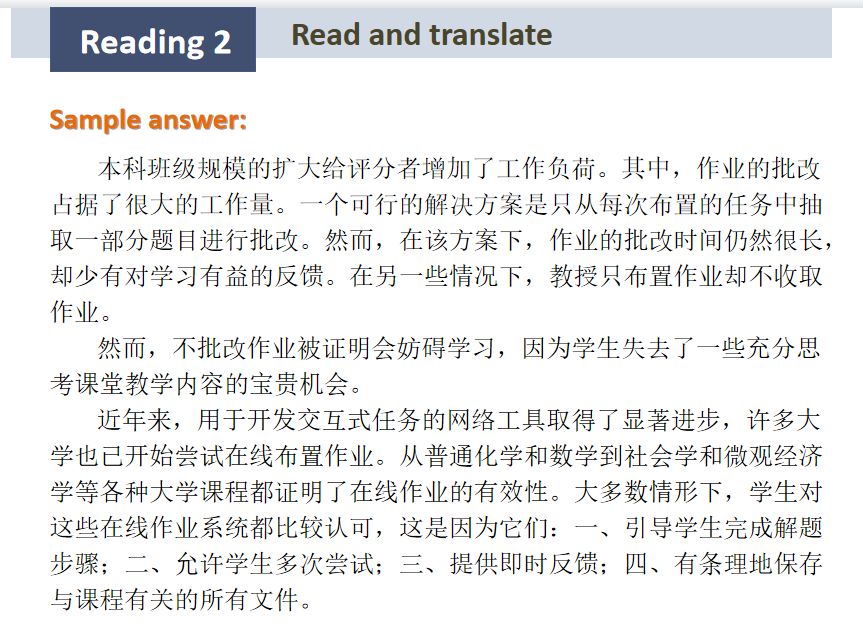 Reading 2
Read and translate
Sample answer:
本科班级规模的扩大给评分者增加了工作负荷。其中，作业的批改
占据了很大的工作量。一个可行的解决方案是只从每次布置的任务中抽
取一部分题目进行批改。然而，在该方案下，作业的批改时间仍然很长，
却少有对学习有益的反馈。在另一些情况下，教授只布置作业却不收取
作业。
然而，不批改作业被证明会妨碍学习，因为学生失去了一些充分思
考课堂教学内容的宝贵机会。
近年来，用于开发交互式任务的网络工具取得了显著进步，许多大
学也已开始尝试在线布置作业。从普通化学和数学到社会学和微观经济
学等各种大学课程都证明了在线作业的有效性。大多数情形下，学生对
这些在线作业系统都比较认可，这是因为它们：一、引导学生完成解题
步骤；二、允许学生多次尝试；三、提供即时反馈；四、有条理地保存
与课程有关的所有文件。